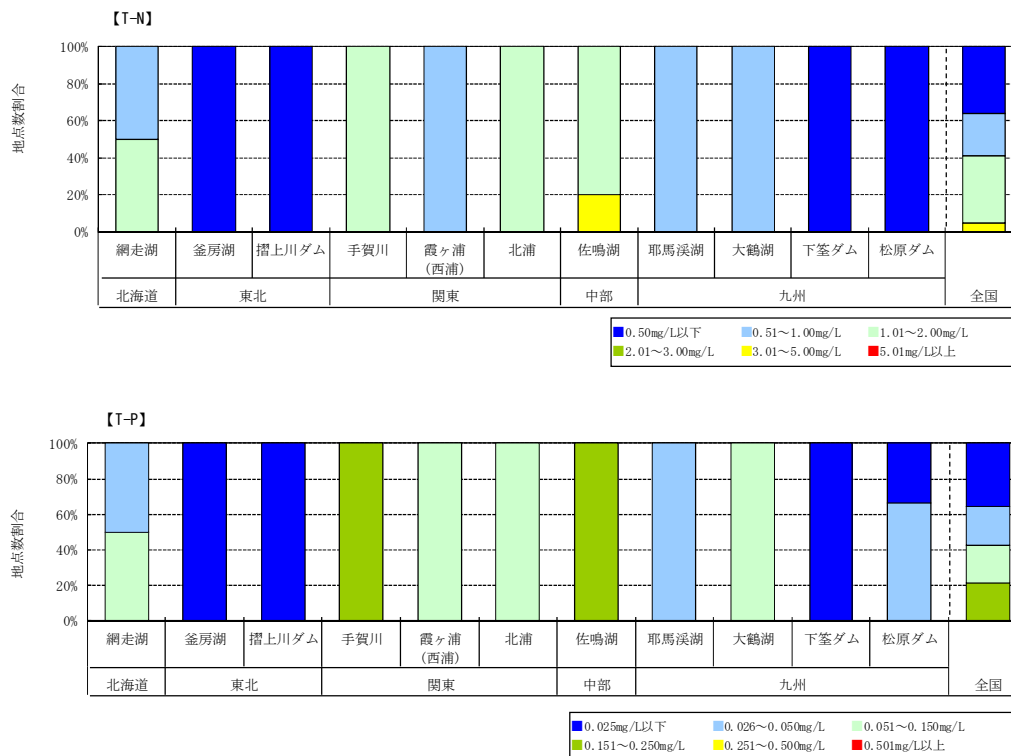 【T-N】
100%
80%
60%
40%
20%
0%
地点数割合
網走湖 釜房湖 摺上川ダム 手賀川 霞ヶ浦 北浦 佐鳴湖 耶馬渓湖 大鶴湖 下筌ダム 松原ダム
(西浦)
北海道 東北 関東 中部 九州 全国
0.50mg/L以下 0.51～1.00mg/L 1.01～2.00mg/L
2.01～3.00mg/L 3.01～5.00mg/L 5.01mg/L以上
【T-P】
100%
80%
60%
40%
20%
0%
地点数割合
網走湖 釜房湖 摺上川ダム 手賀川 霞ヶ浦 北浦 佐鳴湖 耶馬渓湖 大鶴湖 下筌ダム 松原ダム
(西浦)
北海道 東北 関東 中部 九州 全国
0.025mg/L以下 0.026～0.050mg/L 0.051～0.150mg/L
0.151～0.250mg/L 0.251～0.500mg/L 0.501mg/L以上